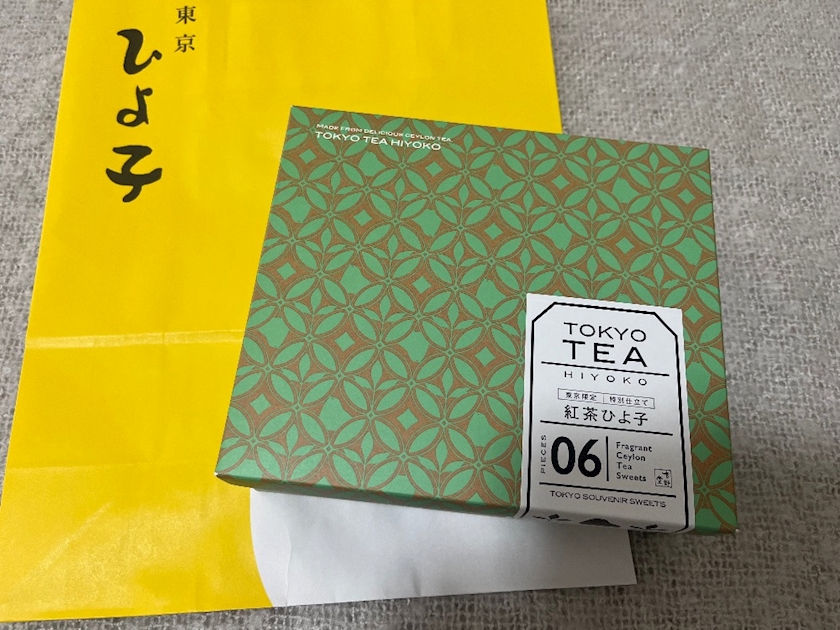 東京
ひよ子
MADE FROM DELICIOUS CEYLON TEA
TOKYO TEA HIYOKO
TOKYO
TEA
HIYOKO
東京限定 特別仕立て
紅茶ひよ子
PIECES
06
Fragrant
Ceylon
Tea
Sweets
TOKYO SOUVENIR SWEETS